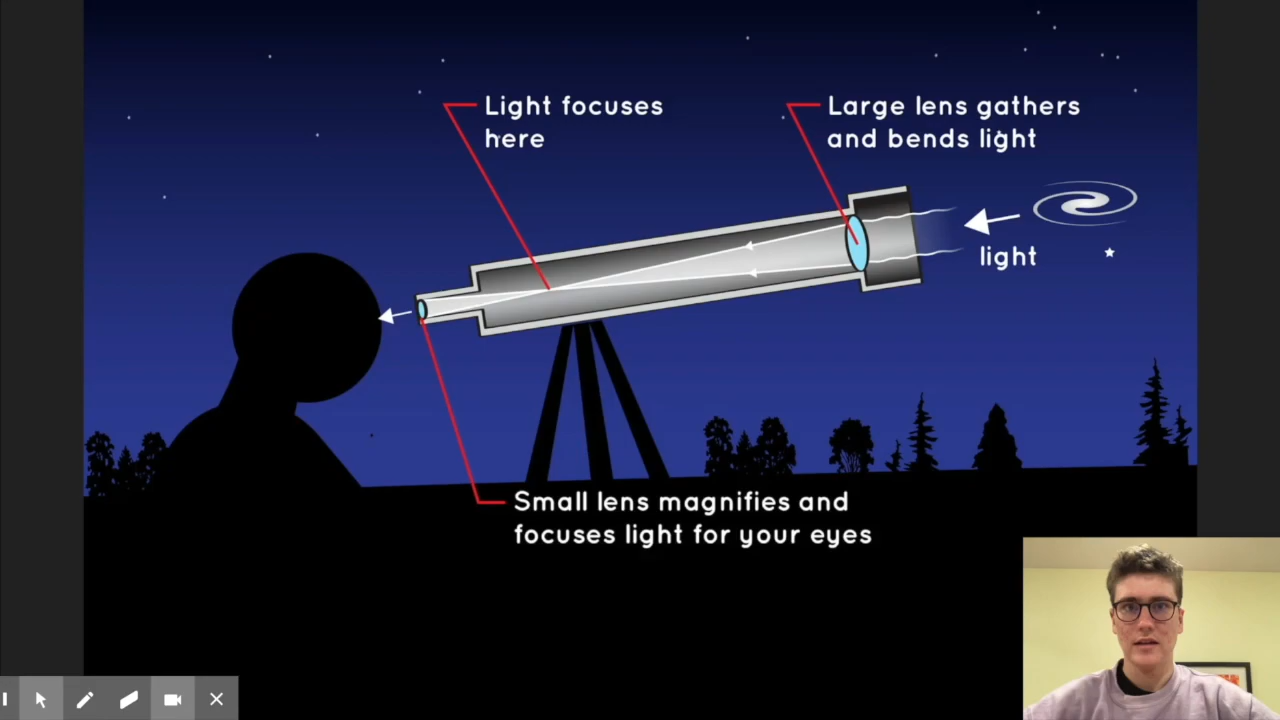 Light focuses
here
Large lens gathers
and bends light
light
Small lens magnifies and
focuses light for your eyes